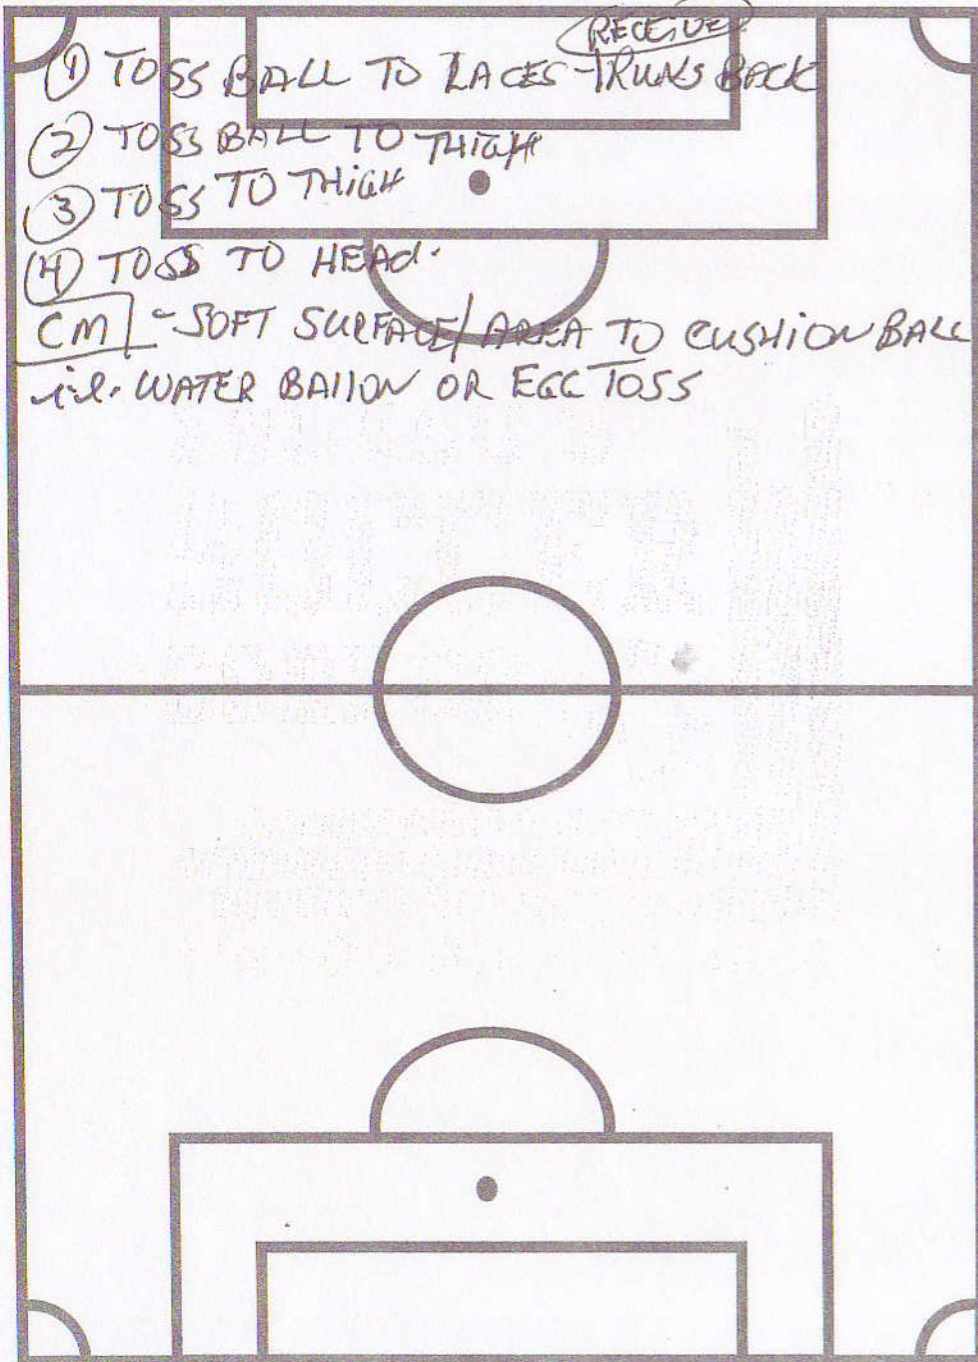 RECEIVE
① TOSS BALL TO LACES - RUNS BACK
② TOSS BALL TO THIGH
③ TOSS TO THIGH
④ TOSS TO HEAD.
CM - SOFT SURFACE/AREA TO CUSHION BALL
i.e. WATER BALLON OR EGG TOSS